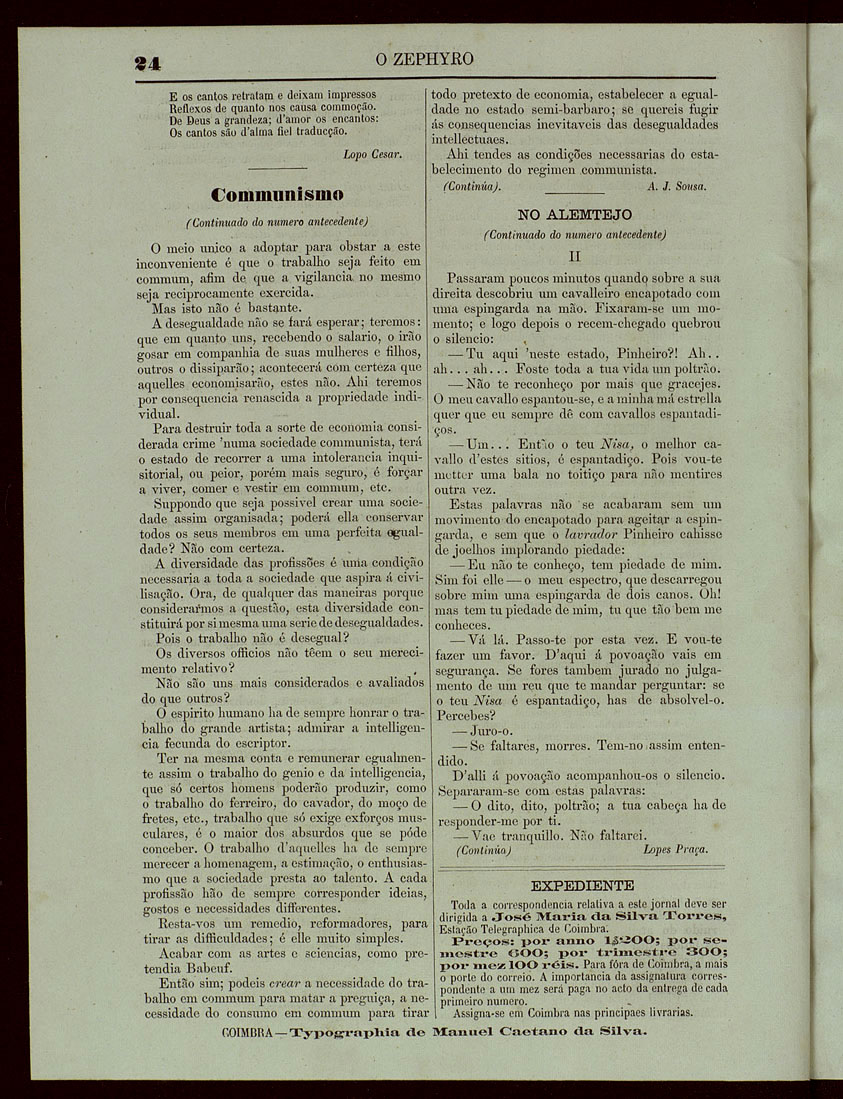 24
O ZEPHYRO
E os cantos retratam e deixam impressos
Reflexos de quanto nos causa commoção.
De Deus a grandeza; d'amor os encantos:
Os cantos são d'alma fiel traducção.
Lopo Cesar.
Communismo
(Continuado do numero antecedente)
O meio unico a adoptar para obstar a este
inconveniente é que o trabalho seja feito em
commum, afim de que a vigilancia no mesmo
seja reciprocamente exercida.
Mas isto não é bastante.
A desegualdade não se fará esperar; teremos:
que em quanto uns, recebendo o salario, o irão
gosar em companhia de suas mulheres e filhos,
outros o dissiparão; acontecerá com certeza que
aquelles economisarão, estes não. Ahi teremos
por consequencia renascida a propriedade indi-
vidual.
Para destruir toda a sorte de economia consi-
derada crime 'numa sociedade communista, terá
o estado de recorrer a uma intolerancia inqui-
sitorial, ou peior, porém mais seguro, é forçar
a viver, comer e vestir em commum, etc.
Suppondo que seja possivel crear uma socie-
dade assim organisada; poderá ella conservar
todos os seus membros em uma perfeita egual-
dade? Não com certeza.
A diversidade das profissões é uma condição
necessaria a toda a sociedade que aspira á civi-
lisação. Ora, de qualquer das maneiras porque
considerarmos a questão, esta diversidade con-
stituirá por si mesma uma serie de desegualdades.
Pois o trabalho não é desegual?
Os diversos officios não têem o seu mereci-
mento relativo?
Não são uns mais considerados e avaliados
do que outros?
O espirito humano ha de sempre honrar o tra-
balho do grande artista; admirar a intelligen-
cia fecunda do escriptor.
Ter na mesma conta e remunerar egualmen-
te assim o trabalho do genio e da intelligencia,
que só certos homens poderão produzir, como
o trabalho do ferreiro, do cavador, do moço de
fretes, etc., trabalho que só exige exforços mus-
culares, é o maior dos absurdos que se póde
conceber. O trabalho d'aquelles ha de sempre
merecer a homenagem, a estimação, o enthusias-
mo que a sociedade presta ao talento. A cada
profissão hão de sempre corresponder ideias,
gostos e necessidades differentes.
Resta-vos um remedio, reformadores, para
tirar as difficuldades; é elle muito simples.
Acabar com as artes e sciencias, como pre-
tendia Babeuf.
Então sim; podeis crear a necessidade do tra-
balho em commum para matar a preguiça, a ne-
cessidade do consumo em commum para tirar
todo pretexto de economia, estabelecer a egual-
dade no estado semi-barbaro; se quereis fugir
ás consequencias inevitaveis das desegualdades
intellectuaes.
Ahi tendes as condições necessarias do esta-
belecimento do regimen communista.
(Continúa). A. J. Sousa.
NO ALEMTEJO
(Continuado do numero antecedente)
II
Passaram poucos minutos quando sobre a sua
direita descobriu um cavalleiro encapotado com
uma espingarda na mão. Fixaram-se um mo-
mento; e logo depois o recem-chegado quebrou
o silencio:
— Tu aqui 'neste estado, Pinheiro?! Ah..
ah... ah... Foste toda a tua vida um poltrão.
— Não te reconheço por mais que gracejes.
O meu cavallo espantou-se, e a minha má estrella
quer que eu sempre dê com cavallos espantadi-
ços.
— Um... Então o teu Nisa, o melhor ca-
vallo d'estes sitios, é espantadiço. Pois vou-te
metter uma bala no toitiço para não mentires
outra vez.
Estas palavras não se acabaram sem um
movimento do encapotado para ageitar a espin-
garda, e sem que o lavrador Pinheiro cahisse
de joelhos implorando piedade:
— Eu não te conheço, tem piedade de mim.
Sim foi elle — o meu espectro, que descarregou
sobre mim uma espingarda de dois canos. Oh!
mas tem tu piedade de mim, tu que tão bem me
conheces.
— Vá lá. Passo-te por esta vez. E vou-te
fazer um favor. D'aqui á povoação vais em
segurança. Se fores tambem jurado no julga-
mento de um reu que te mandar perguntar: se
o teu Nisa é espantadiço, has de absolvel-o.
Percebes?
— Juro-o.
— Se faltares, morres. Tem-no assim enten-
dido.
D'alli á povoação acompanhou-os o silencio.
Separaram-se com estas palavras:
— O dito, dito, poltrão; a tua cabeça ha de
responder-me por ti.
— Vae tranquillo. Não faltarei.
(Continúa) Lopes Praça.
EXPEDIENTE
Toda a correspondencia relativa a este jornal deve ser
dirigida a José Maria da Silva Torres,
Estação Telegraphica de Coimbra.
Preços: por anno 1$200; por se-
mestre 600; por trimestre 300;
por mez 100 réis. Para fóra de Coimbra, a mais
o porte do correio. A importancia da assignatura corres-
pondente a um mez será paga no acto da entrega de cada
primeiro numero.
Assigna-se em Coimbra nas principaes livrarias.
COIMBRA — Typographia de Manuel Caetano da Silva.